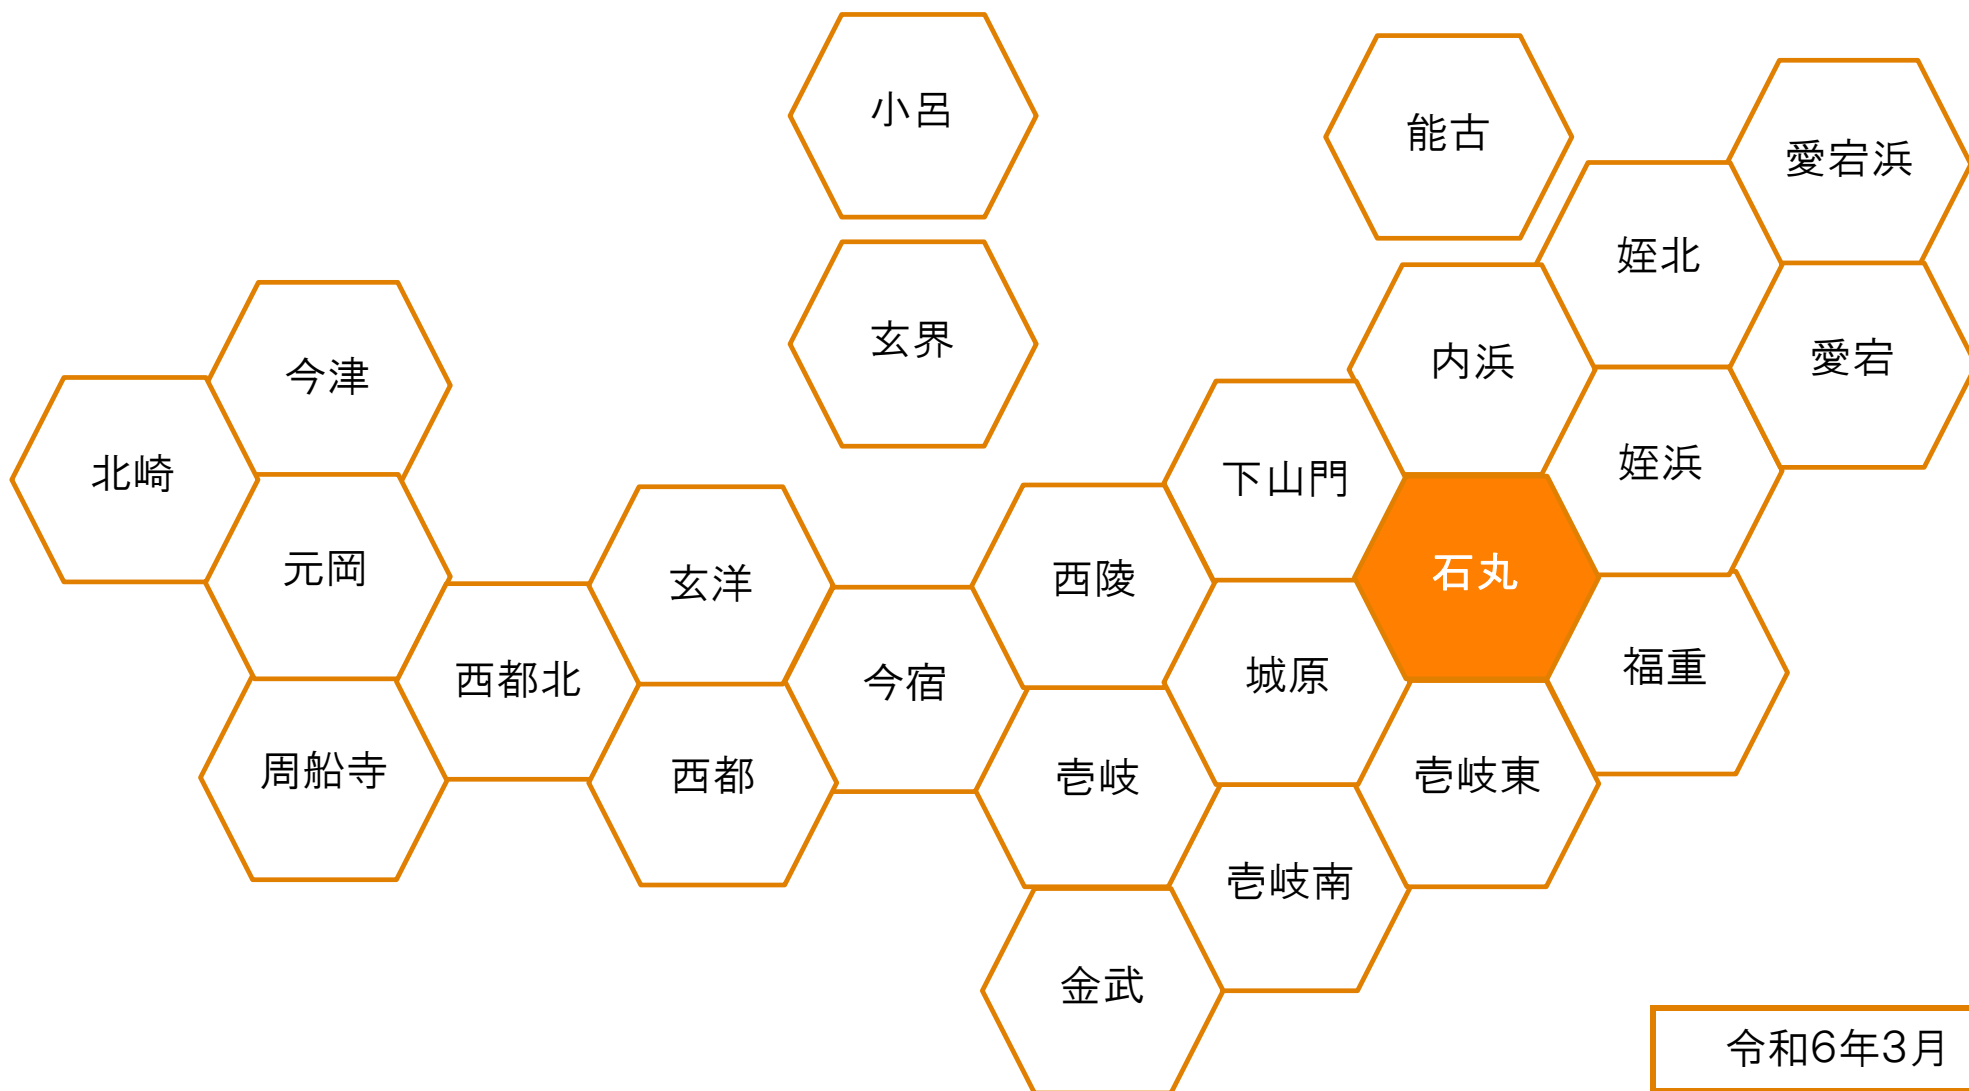 小呂
能古
愛宕浜
姪北
玄界
内浜
愛宕
今津
北崎
下山門
姪浜
元岡
玄洋
西陵
石丸
西都北
今宿
城原
福重
周船寺
西都
壱岐
壱岐東
壱岐南
金武
令和6年3月